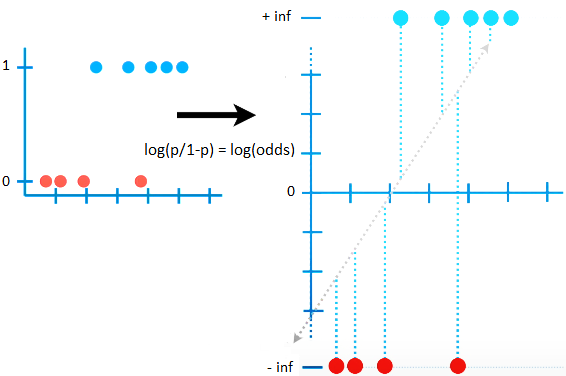 + inf
1
log(p/1-p) = log(odds)
0
0
- inf